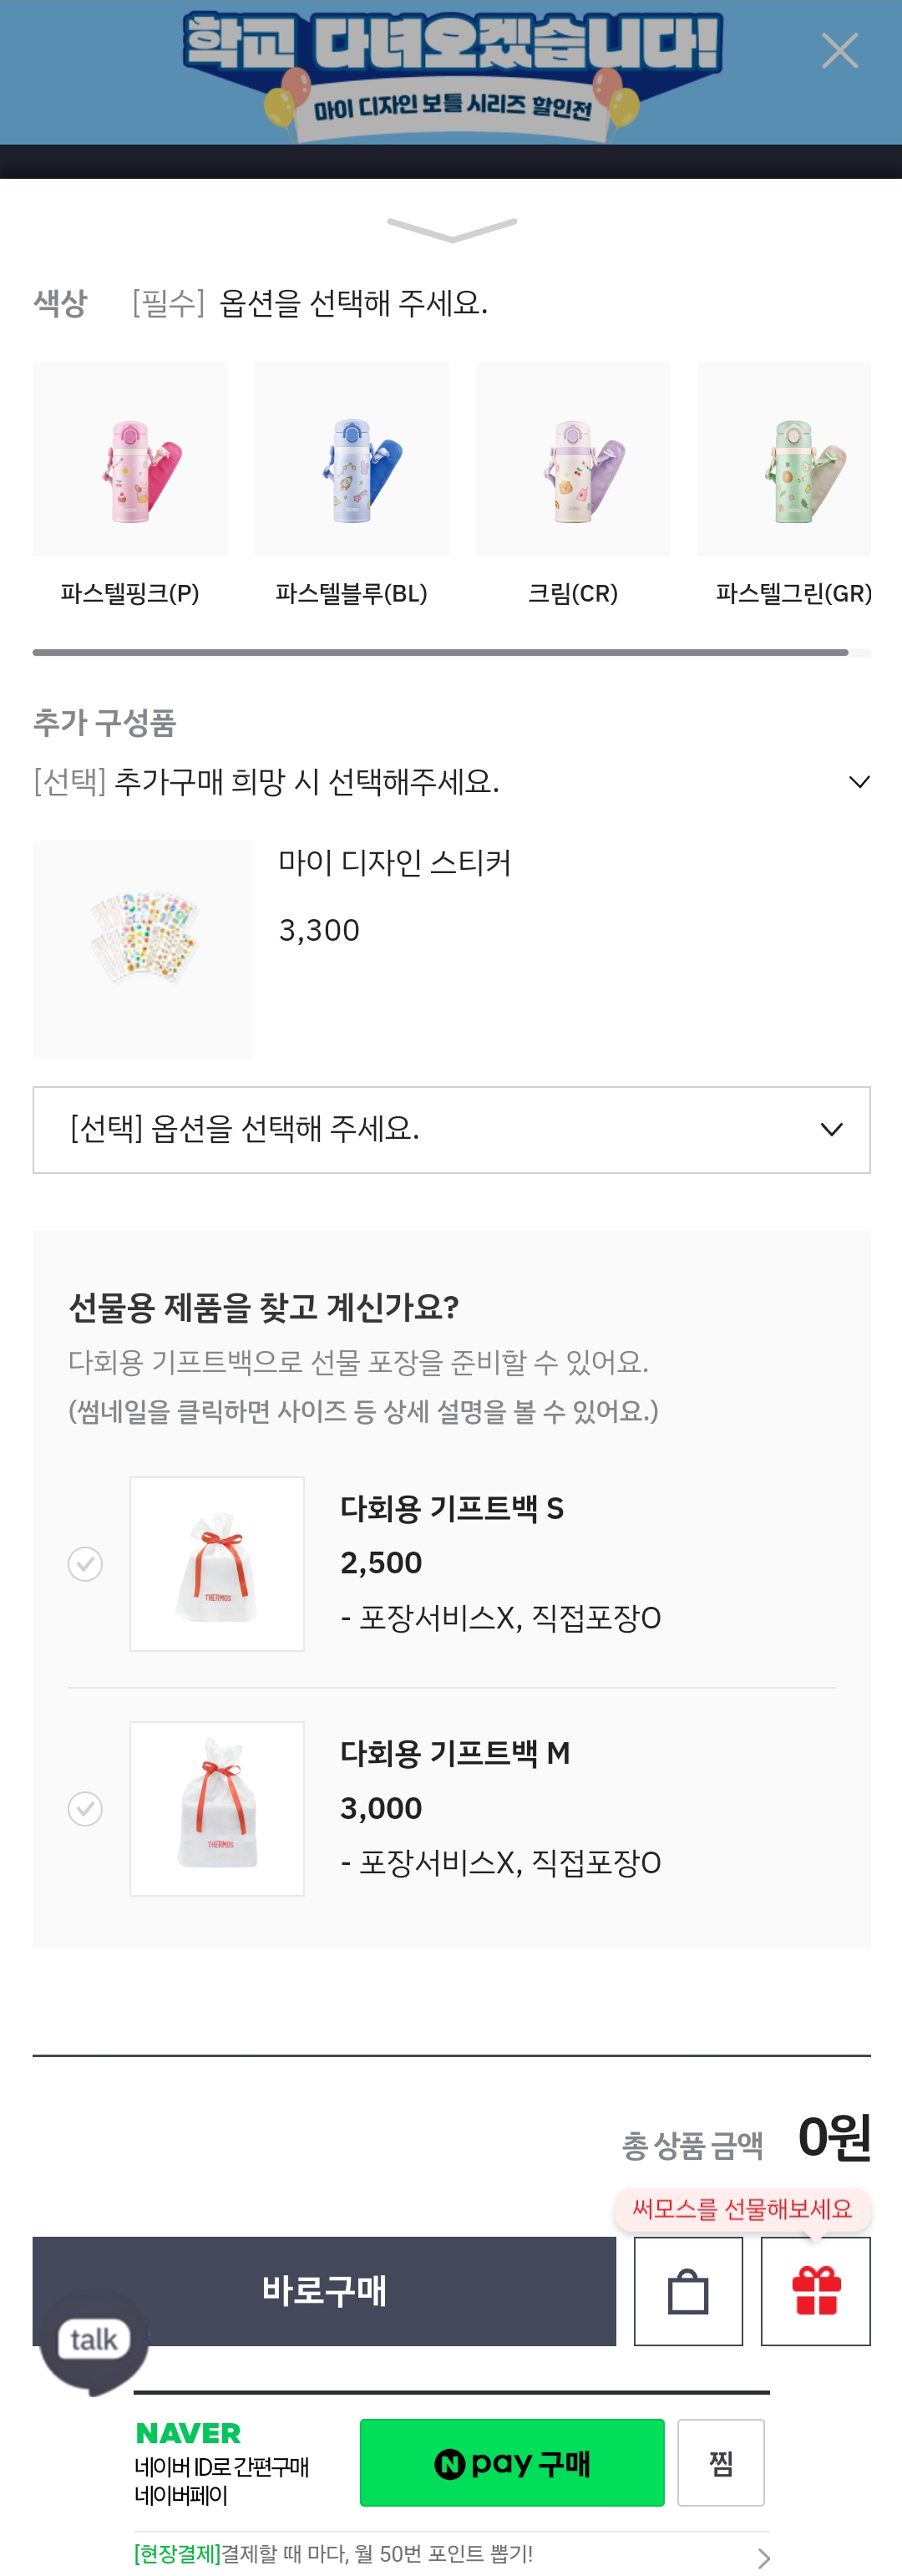 학교 다녀오겠습니다!
마이 디자인 보틀 시리즈 할인전
색상 [필수] 옵션을 선택해 주세요.
파스텔핑크(P) 파스텔블루(BL) 크림(CR) 파스텔그린(GR)
추가 구성품
[선택] 추가구매 희망 시 선택해주세요.
마이 디자인 스티커
3,300
[선택] 옵션을 선택해 주세요.
선물용 제품을 찾고 계신가요?
다회용 기프트백으로 선물 포장을 준비할 수 있어요.
(썸네일을 클릭하면 사이즈 등 상세 설명을 볼 수 있어요.)
다회용 기프트백 S
2,500
- 포장서비스X, 직접포장O
THERMOS
다회용 기프트백 M
3,000
- 포장서비스X, 직접포장O
THERMOS
총 상품 금액 0원
써모스를 선물해보세요
바로구매
talk
NAVER
네이버 ID로 간편구매
네이버페이
N pay 구매
찜
[현장결제]결제할 때 마다, 월 50번 포인트 뽑기!